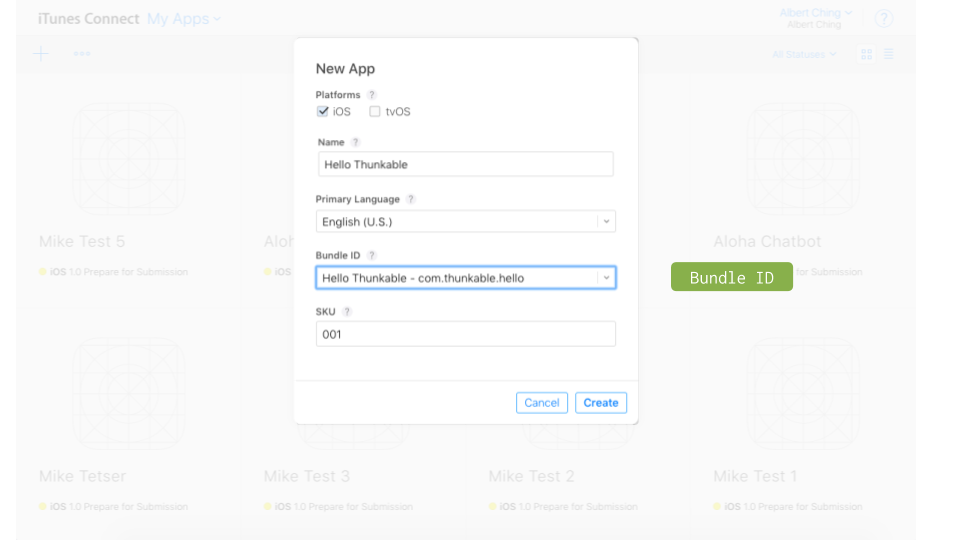 iTunes Connect My Apps
Albert Ching
Albert Ching
?
All Statuses
New App
Platforms ?
iOS tvOS
Name ?
Hello Thunkable
Primary Language ?
English (U.S.)
Bundle ID ?
Hello Thunkable - com.thunkable.hello
SKU ?
001
Cancel Create
Bundle ID
Mike Test 5
iOS 1.0 Prepare for Submission
Aloh
iOS
Aloha Chatbot
for Submission
Mike Tetser
iOS 1.0 Prepare for Submission
Mike Test 3
iOS 1.0 Prepare for Submission
Mike Test 2
iOS 1.0 Prepare for Submission
Mike Test 1
iOS 1.0 Prepare for Submission